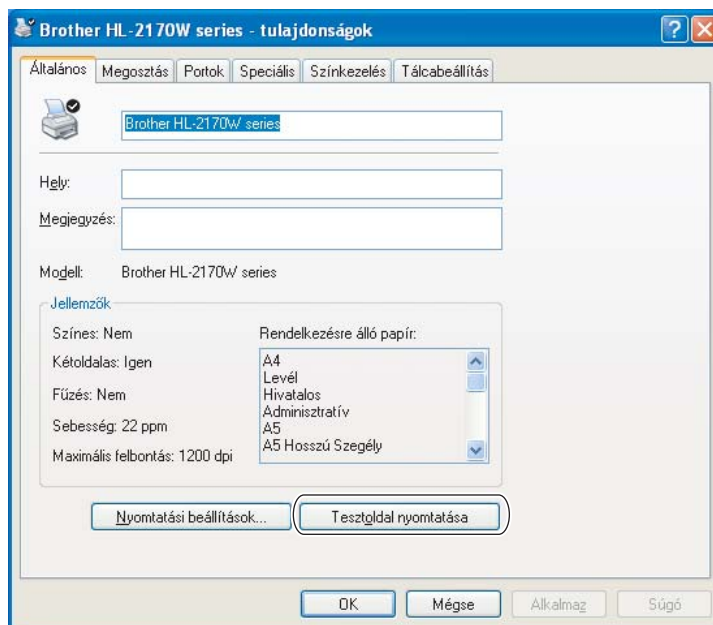 Brother HL-2170W series - tulajdonságok
Általános Megosztás Portok Speciális Színkezelés Tálcabeállítás
Brother HL-2170W series
Hely:
Megjegyzés:
Modell: Brother HL-2170W series
Jellemzők
Színes: Nem
Kétoldalas: Igen
Fűzés: Nem
Sebesség: 22 ppm
Maximális felbontás: 1200 dpi
Rendelkezésre álló papír:
A4
Levél
Hivatalos
Adminisztratív
A5
A5 Hosszú Szegély
Nyomtatási beállítások... Tesztoldal nyomtatása
OK Mégse Alkalmaz Súgó